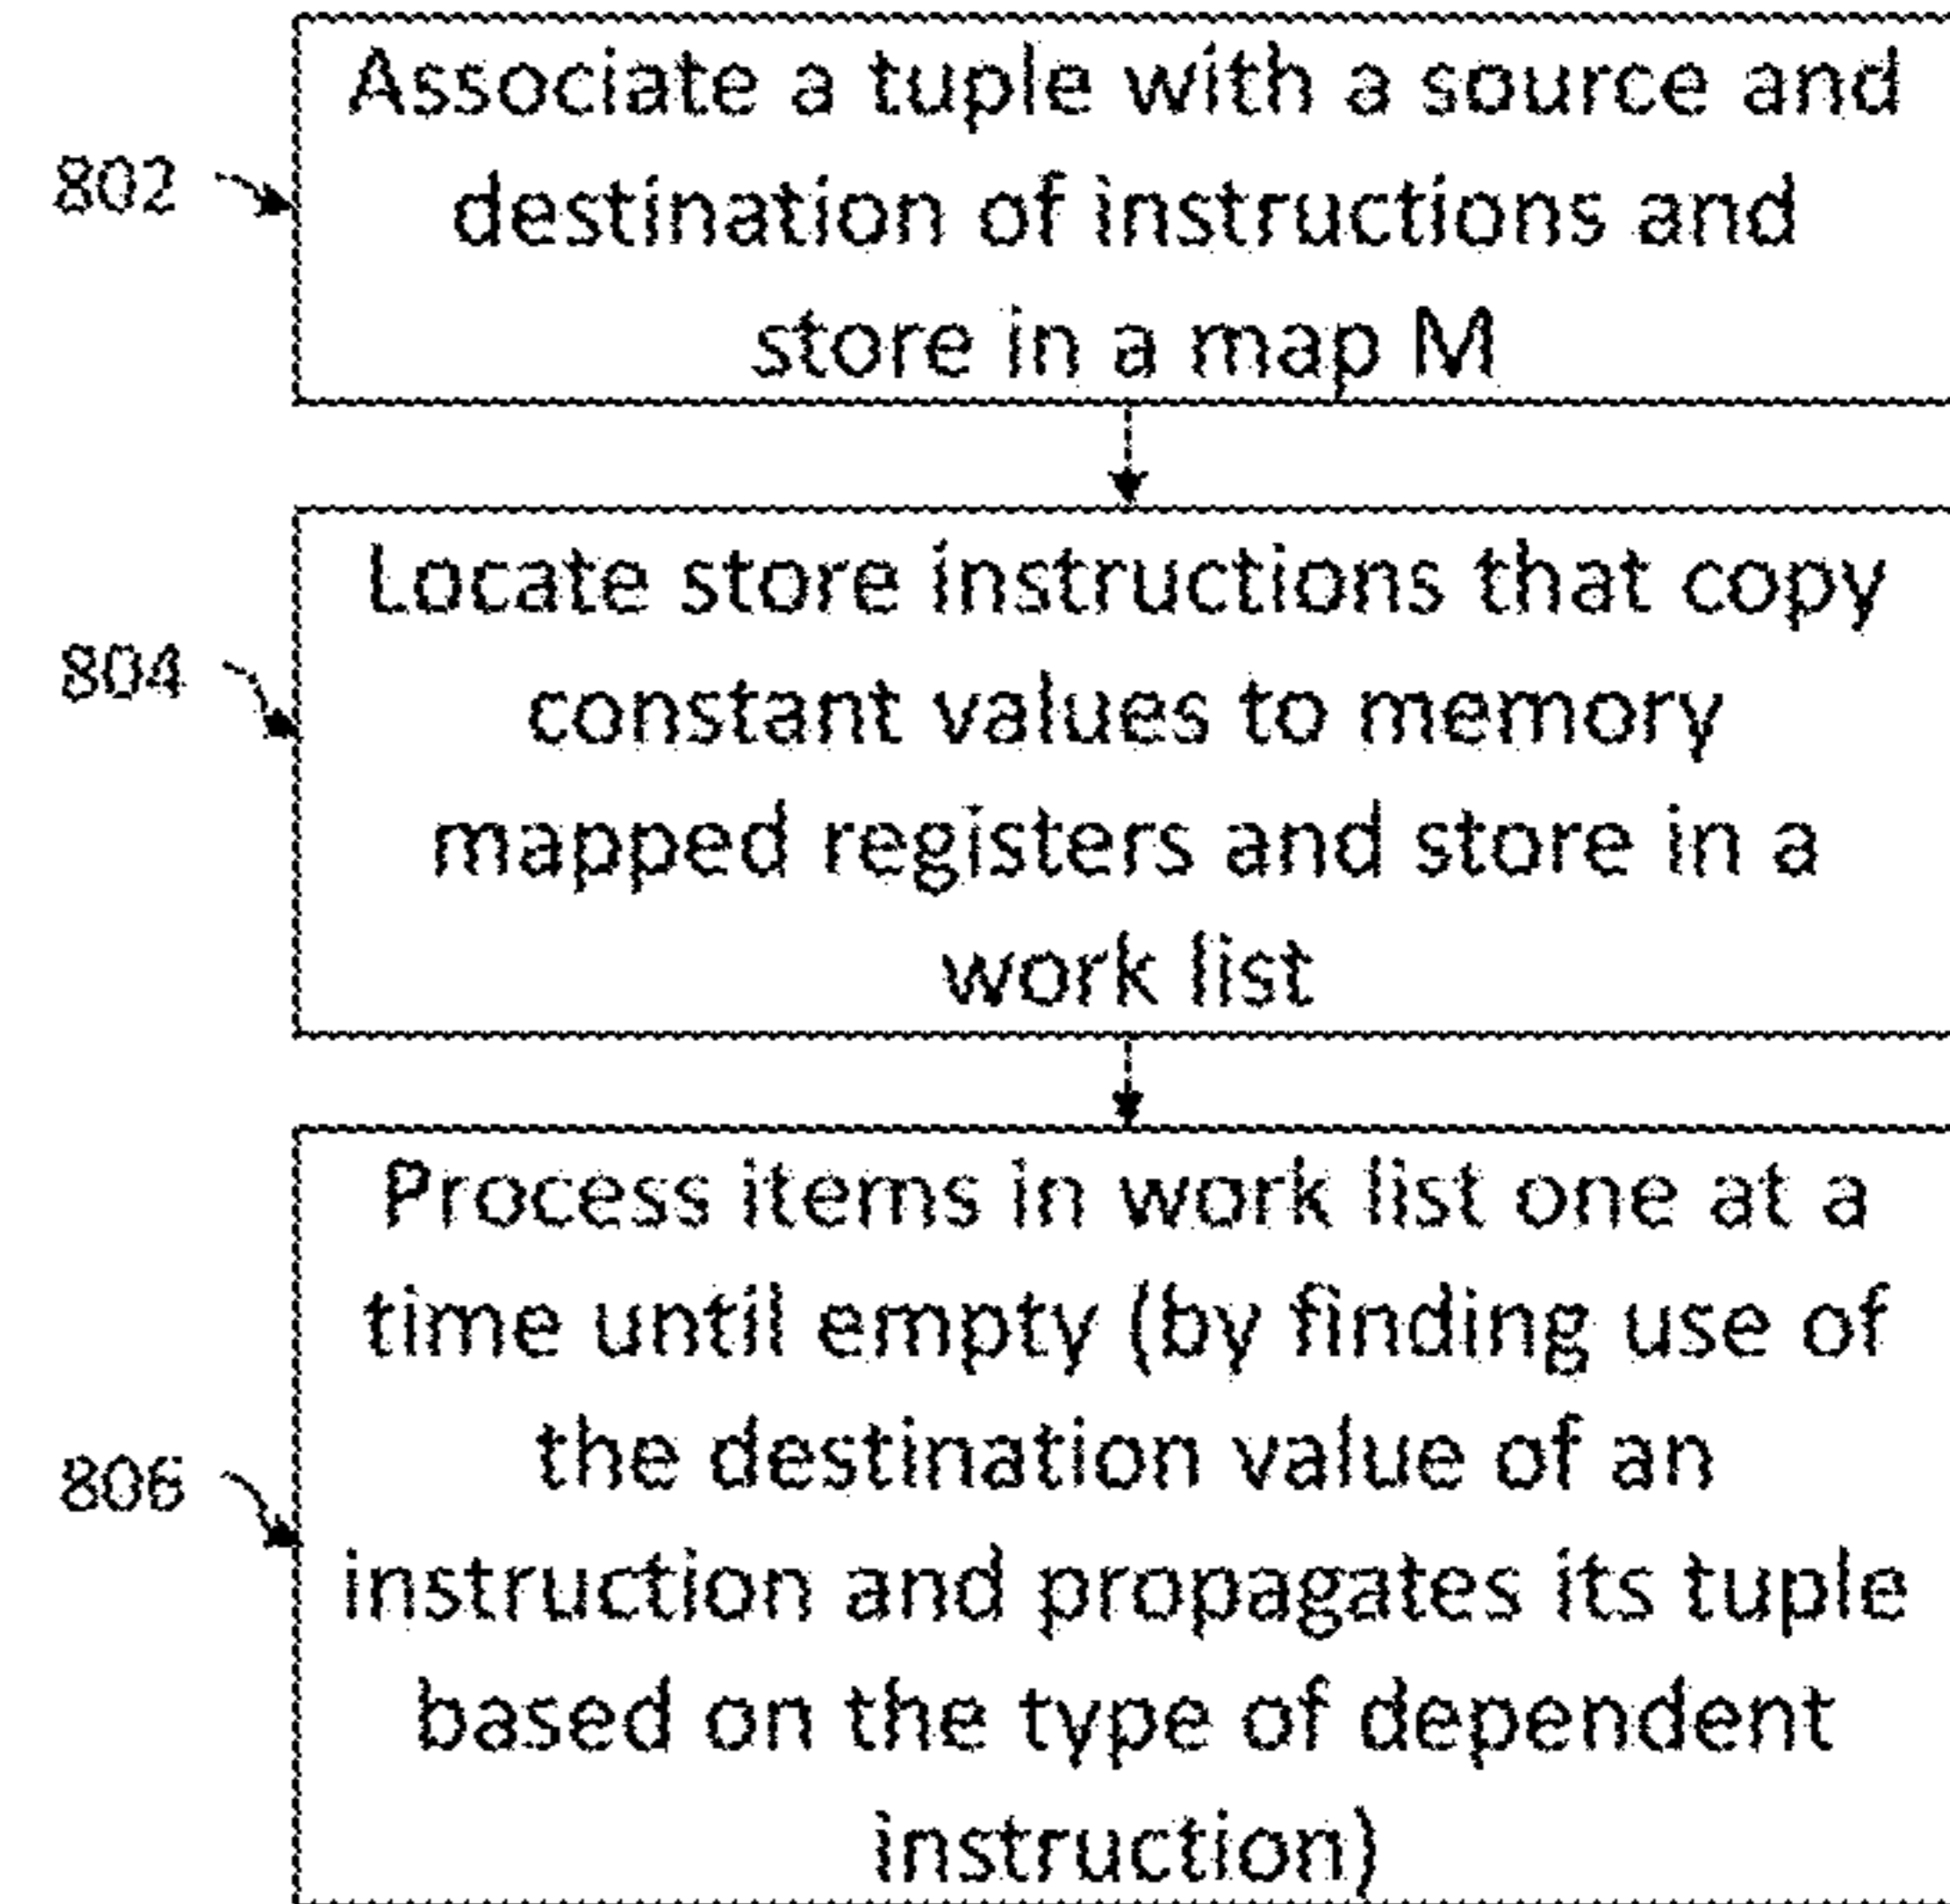 Associate a tuple with a source and
802
destination of instructions and
store in a map M
Locate store instructions that copy
804
constant values to memory
mapped registers and store in a
work list
Process items in work list one at a
time until empty (by finding use of
the destination value of an
806
instruction and propagates its tuple
based on the type of dependent
instruction)